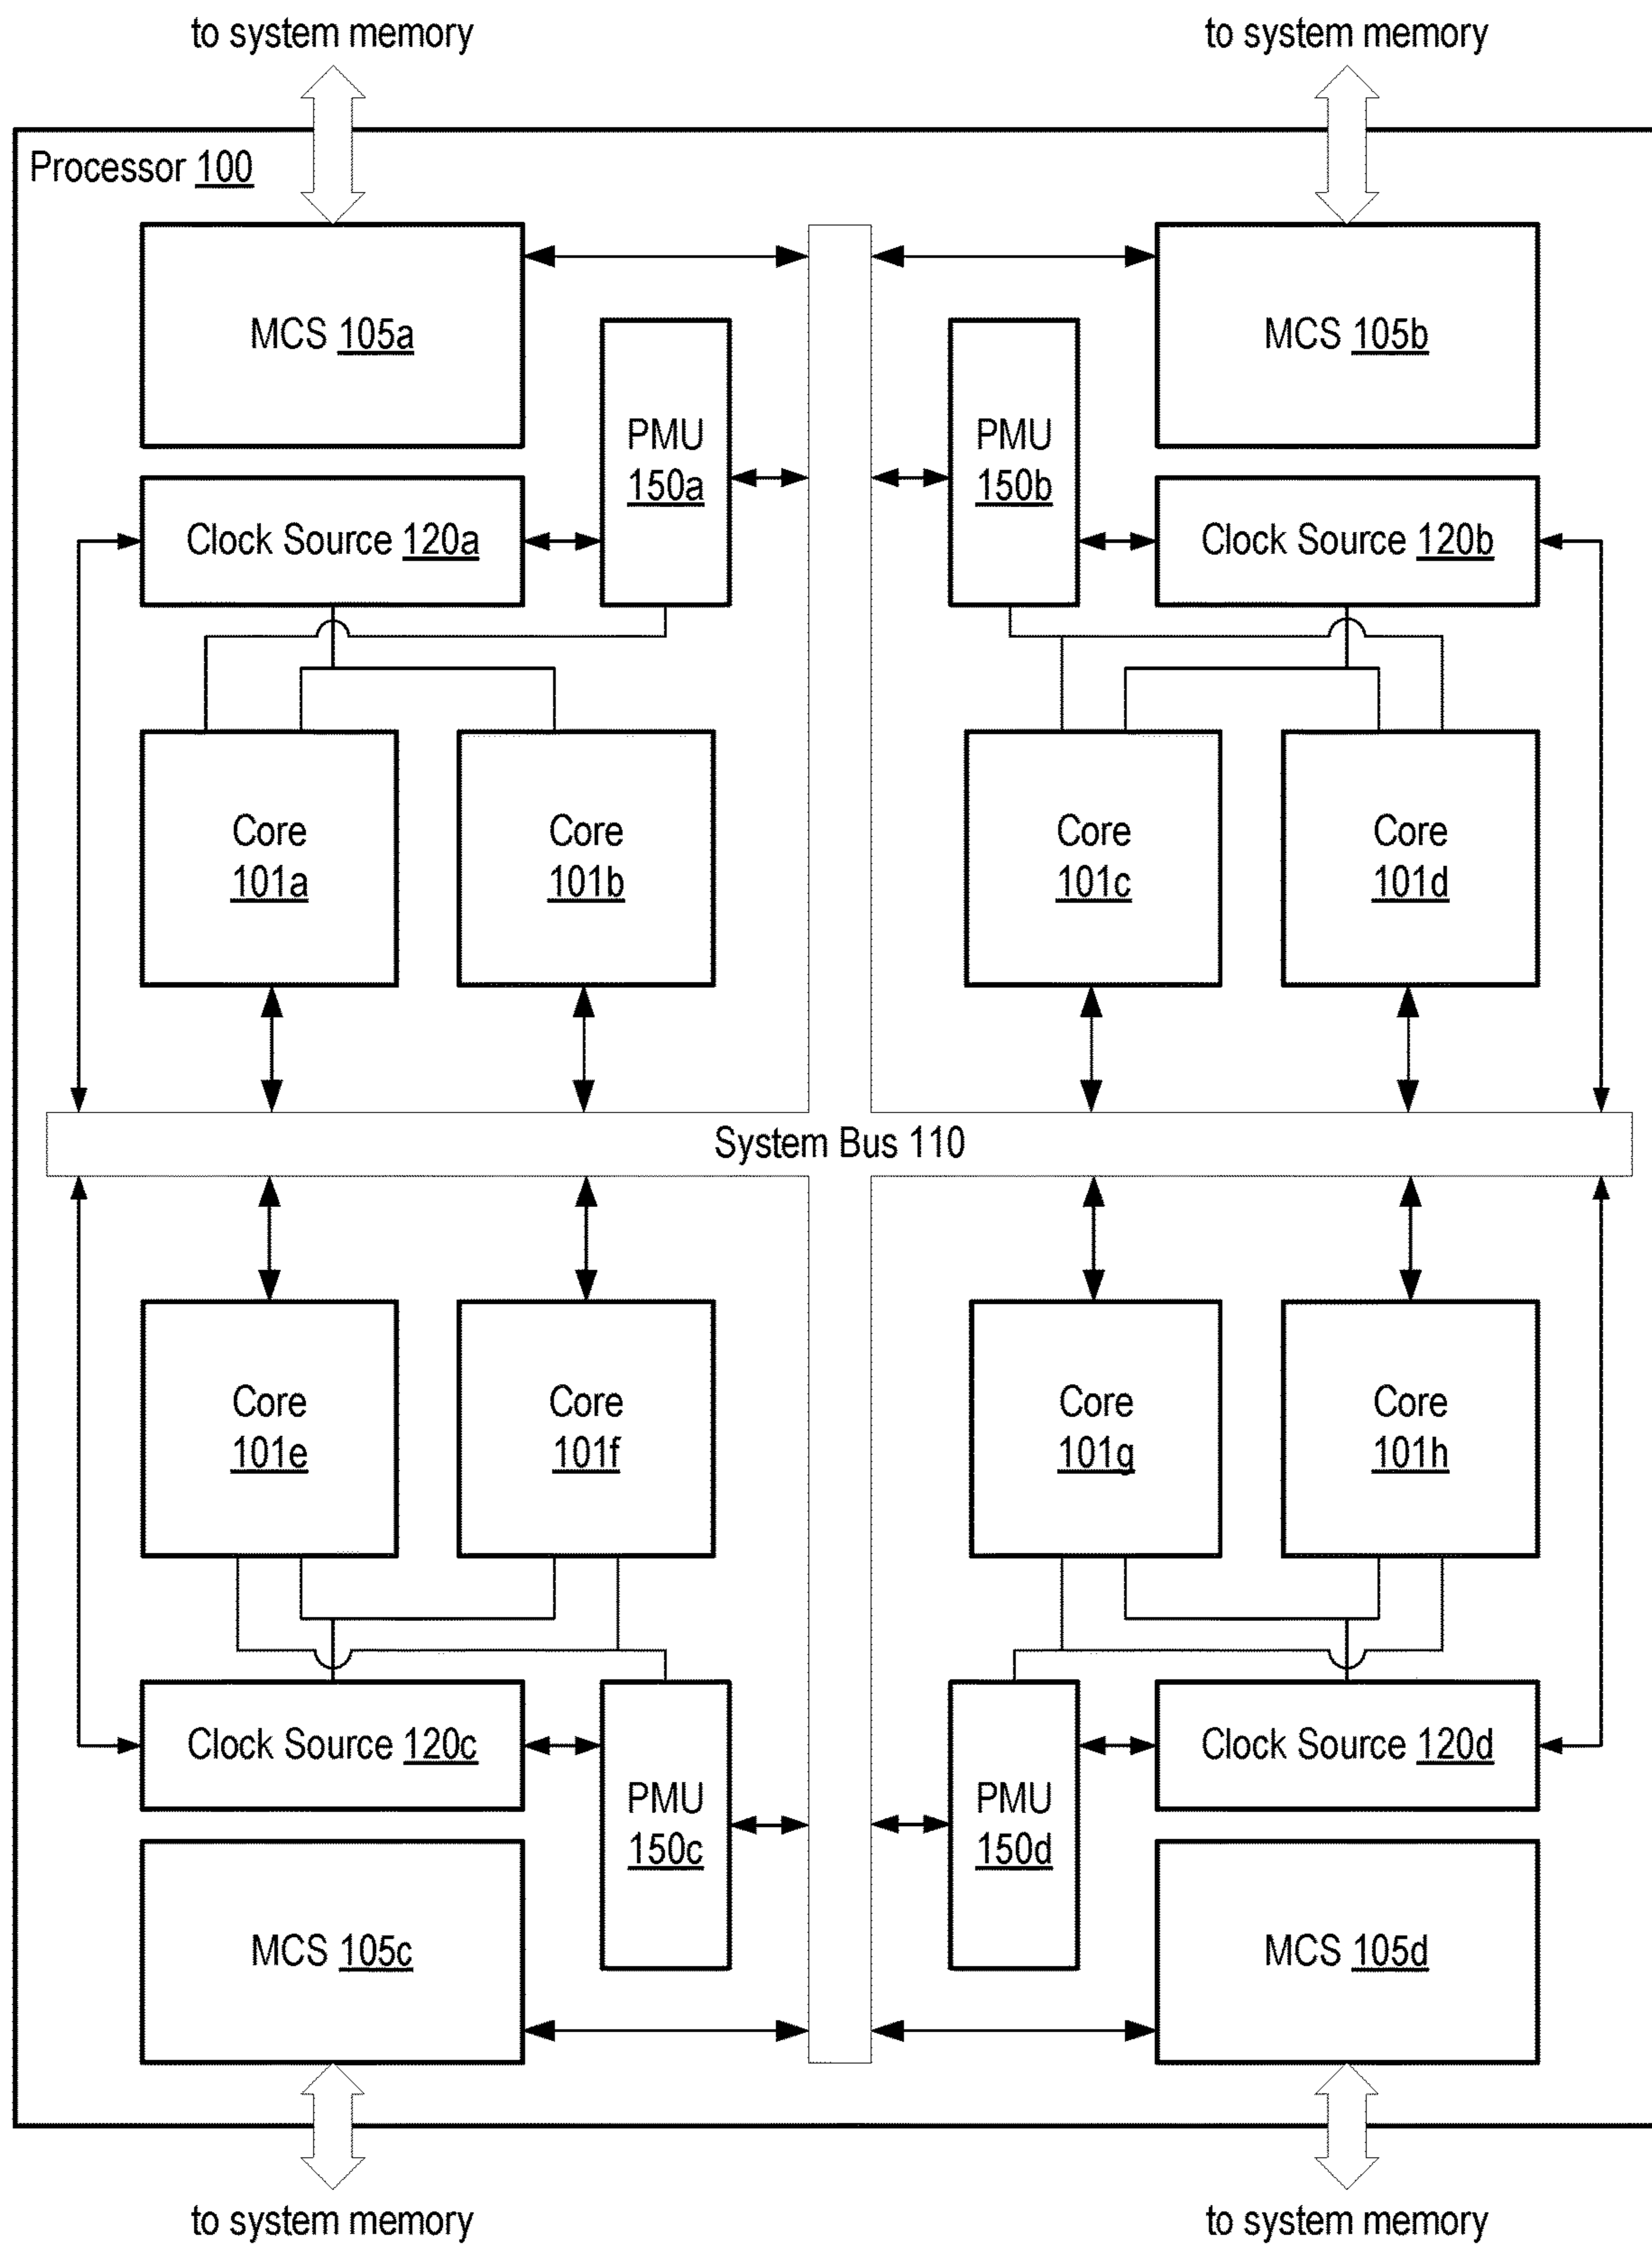 to system memory
to system memory
Processor 100
MCS 105a
MCS 105b
PMU
150a
PMU
150b
Clock Source 120a
Clock Source 120b
Core
101a
Core
101b
Core
101c
Core
101d
System Bus 110
Core
101e
Core
101f
Core
101g
Core
101h
Clock Source 120c
Clock Source 120d
PMU
150c
PMU
150d
MCS 105c
MCS 105d
to system memory
to system memory